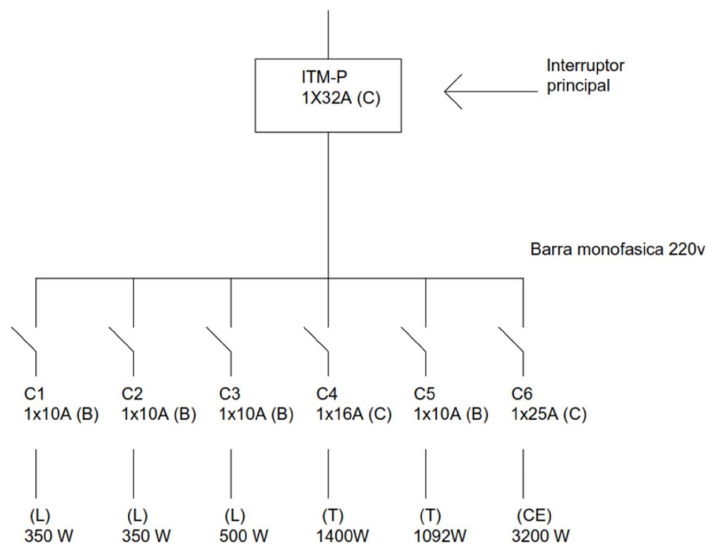 ITM-P
1X32A (C)
Interruptor
principal
Barra monofasica 220v
C1
1x10A (B)
C2
1x10A (B)
C3
1x10A (B)
C4
1x16A (C)
C5
1x10A (B)
C6
1x25A (C)
(L)
350 W
(L)
350 W
(L)
500 W
(T)
1400W
(T)
1092W
(CE)
3200 W